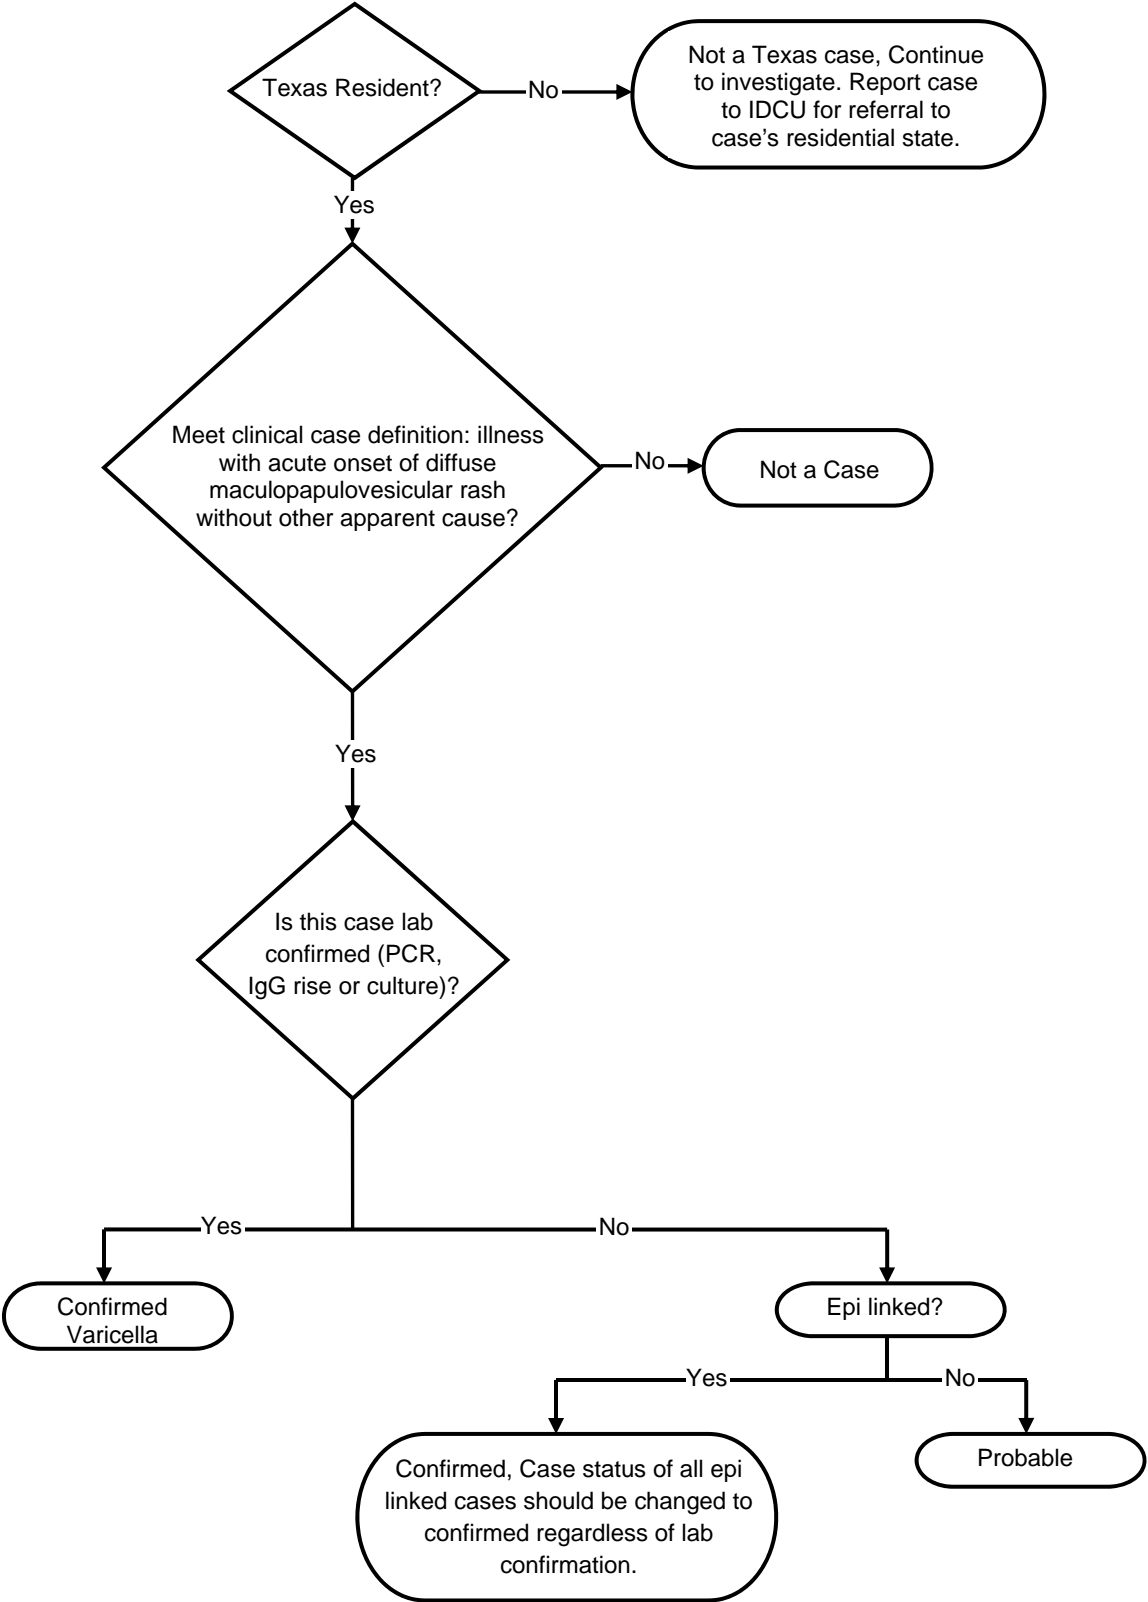 Texas Resident?
No
Not a Texas case, Continue
to investigate. Report case
to IDCU for referral to
case’s residential state.
Yes
Meet clinical case definition: illness
with acute onset of diffuse
maculopapulovesicular rash
without other apparent cause?
No
Not a Case
Yes
Is this case lab
confirmed (PCR,
IgG rise or culture)?
Yes
No
Confirmed
Varicella
Epi linked?
Yes
No
Confirmed, Case status of all epi
linked cases should be changed to
confirmed regardless of lab
confirmation.
Probable